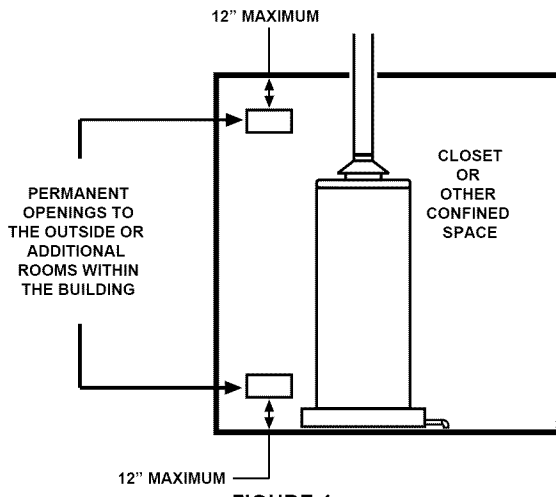 12” MAXIMUM
CLOSET
OR
OTHER
CONFINED
SPACE
PERMANENT
OPENINGS TO
THE OUTSIDE OR
ADDITIONAL
ROOMS WITHIN
THE BUILDING
12” MAXIMUM